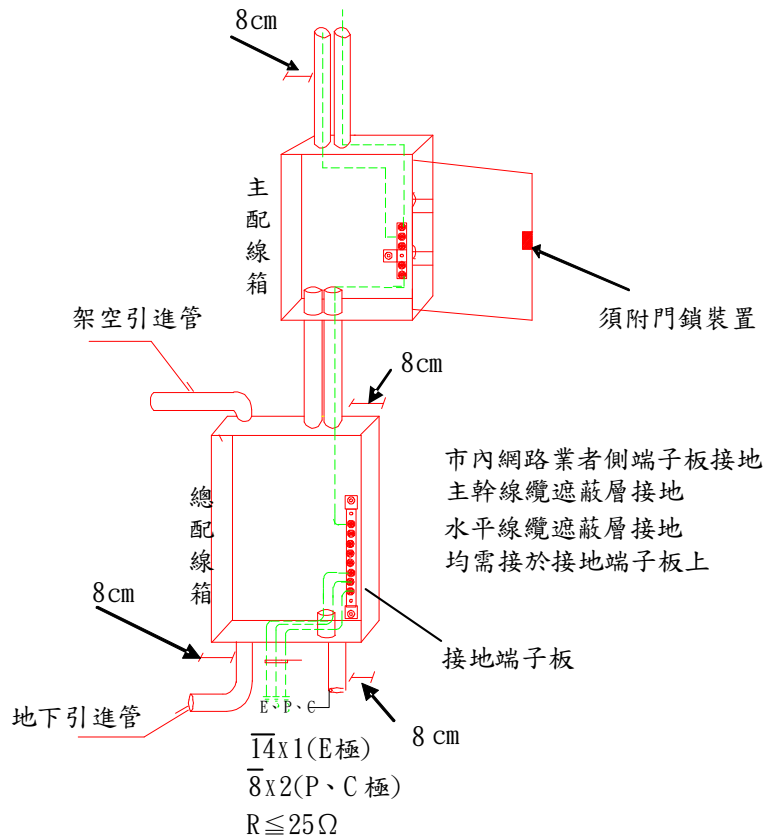 8cm
主配線箱
須附門鎖裝置
架空引進管
8cm
市內網路業者側端子板接地
主幹線纜遮蔽層接地
水平線纜遮蔽層接地
均需接於接地端子板上
總配線箱
8cm
接地端子板
地下引進管
E、P、C
8cm
14x1(E極)
8x2(P、C極)
R≦25Ω